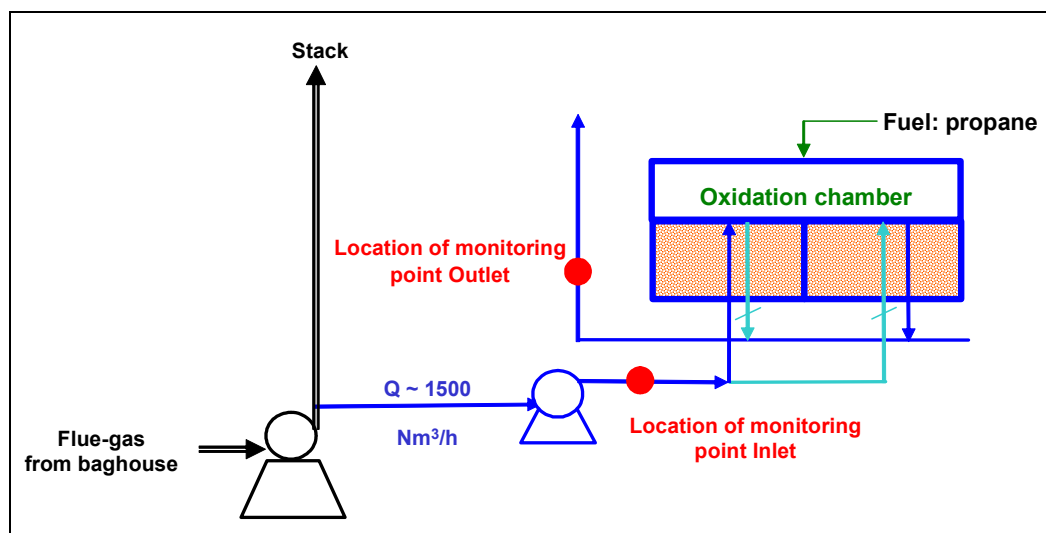 Stack
Fuel: propane
Oxidation chamber
Location of monitoring
point Outlet
Q ~ 1500
Nm³/h
Location of monitoring
point Inlet
Flue-gas
from baghouse